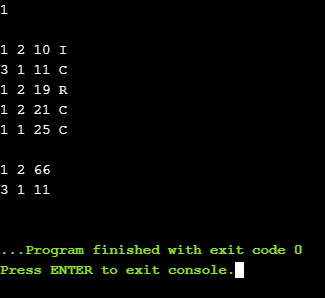 1
1 2 10 I
3 1 11 C
1 2 19 R
1 2 21 C
1 1 25 C
1 2 66
3 1 11
...Program finished with exit code 0
Press ENTER to exit console.